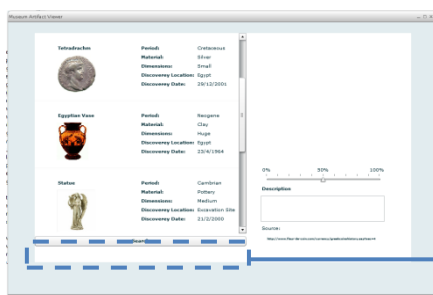 Museum Artifact Viewer
Tetradrachm
Period: Cretaceous
Material: Silver
Dimensions: Small
Discovery Location: Egypt
Discovery Date: 29/12/2001
Egyptian Vase
Period: Neogene
Material: Clay
Dimensions: Huge
Discovery Location: Egypt
Discovery Date: 23/4/1984
Statue
Period: Cambrian
Material: Pottery
Dimensions: Medium
Discovery Location: Excavation Site
Discovery Date: 21/2/2000
0% 50% 100%
Description
Source: